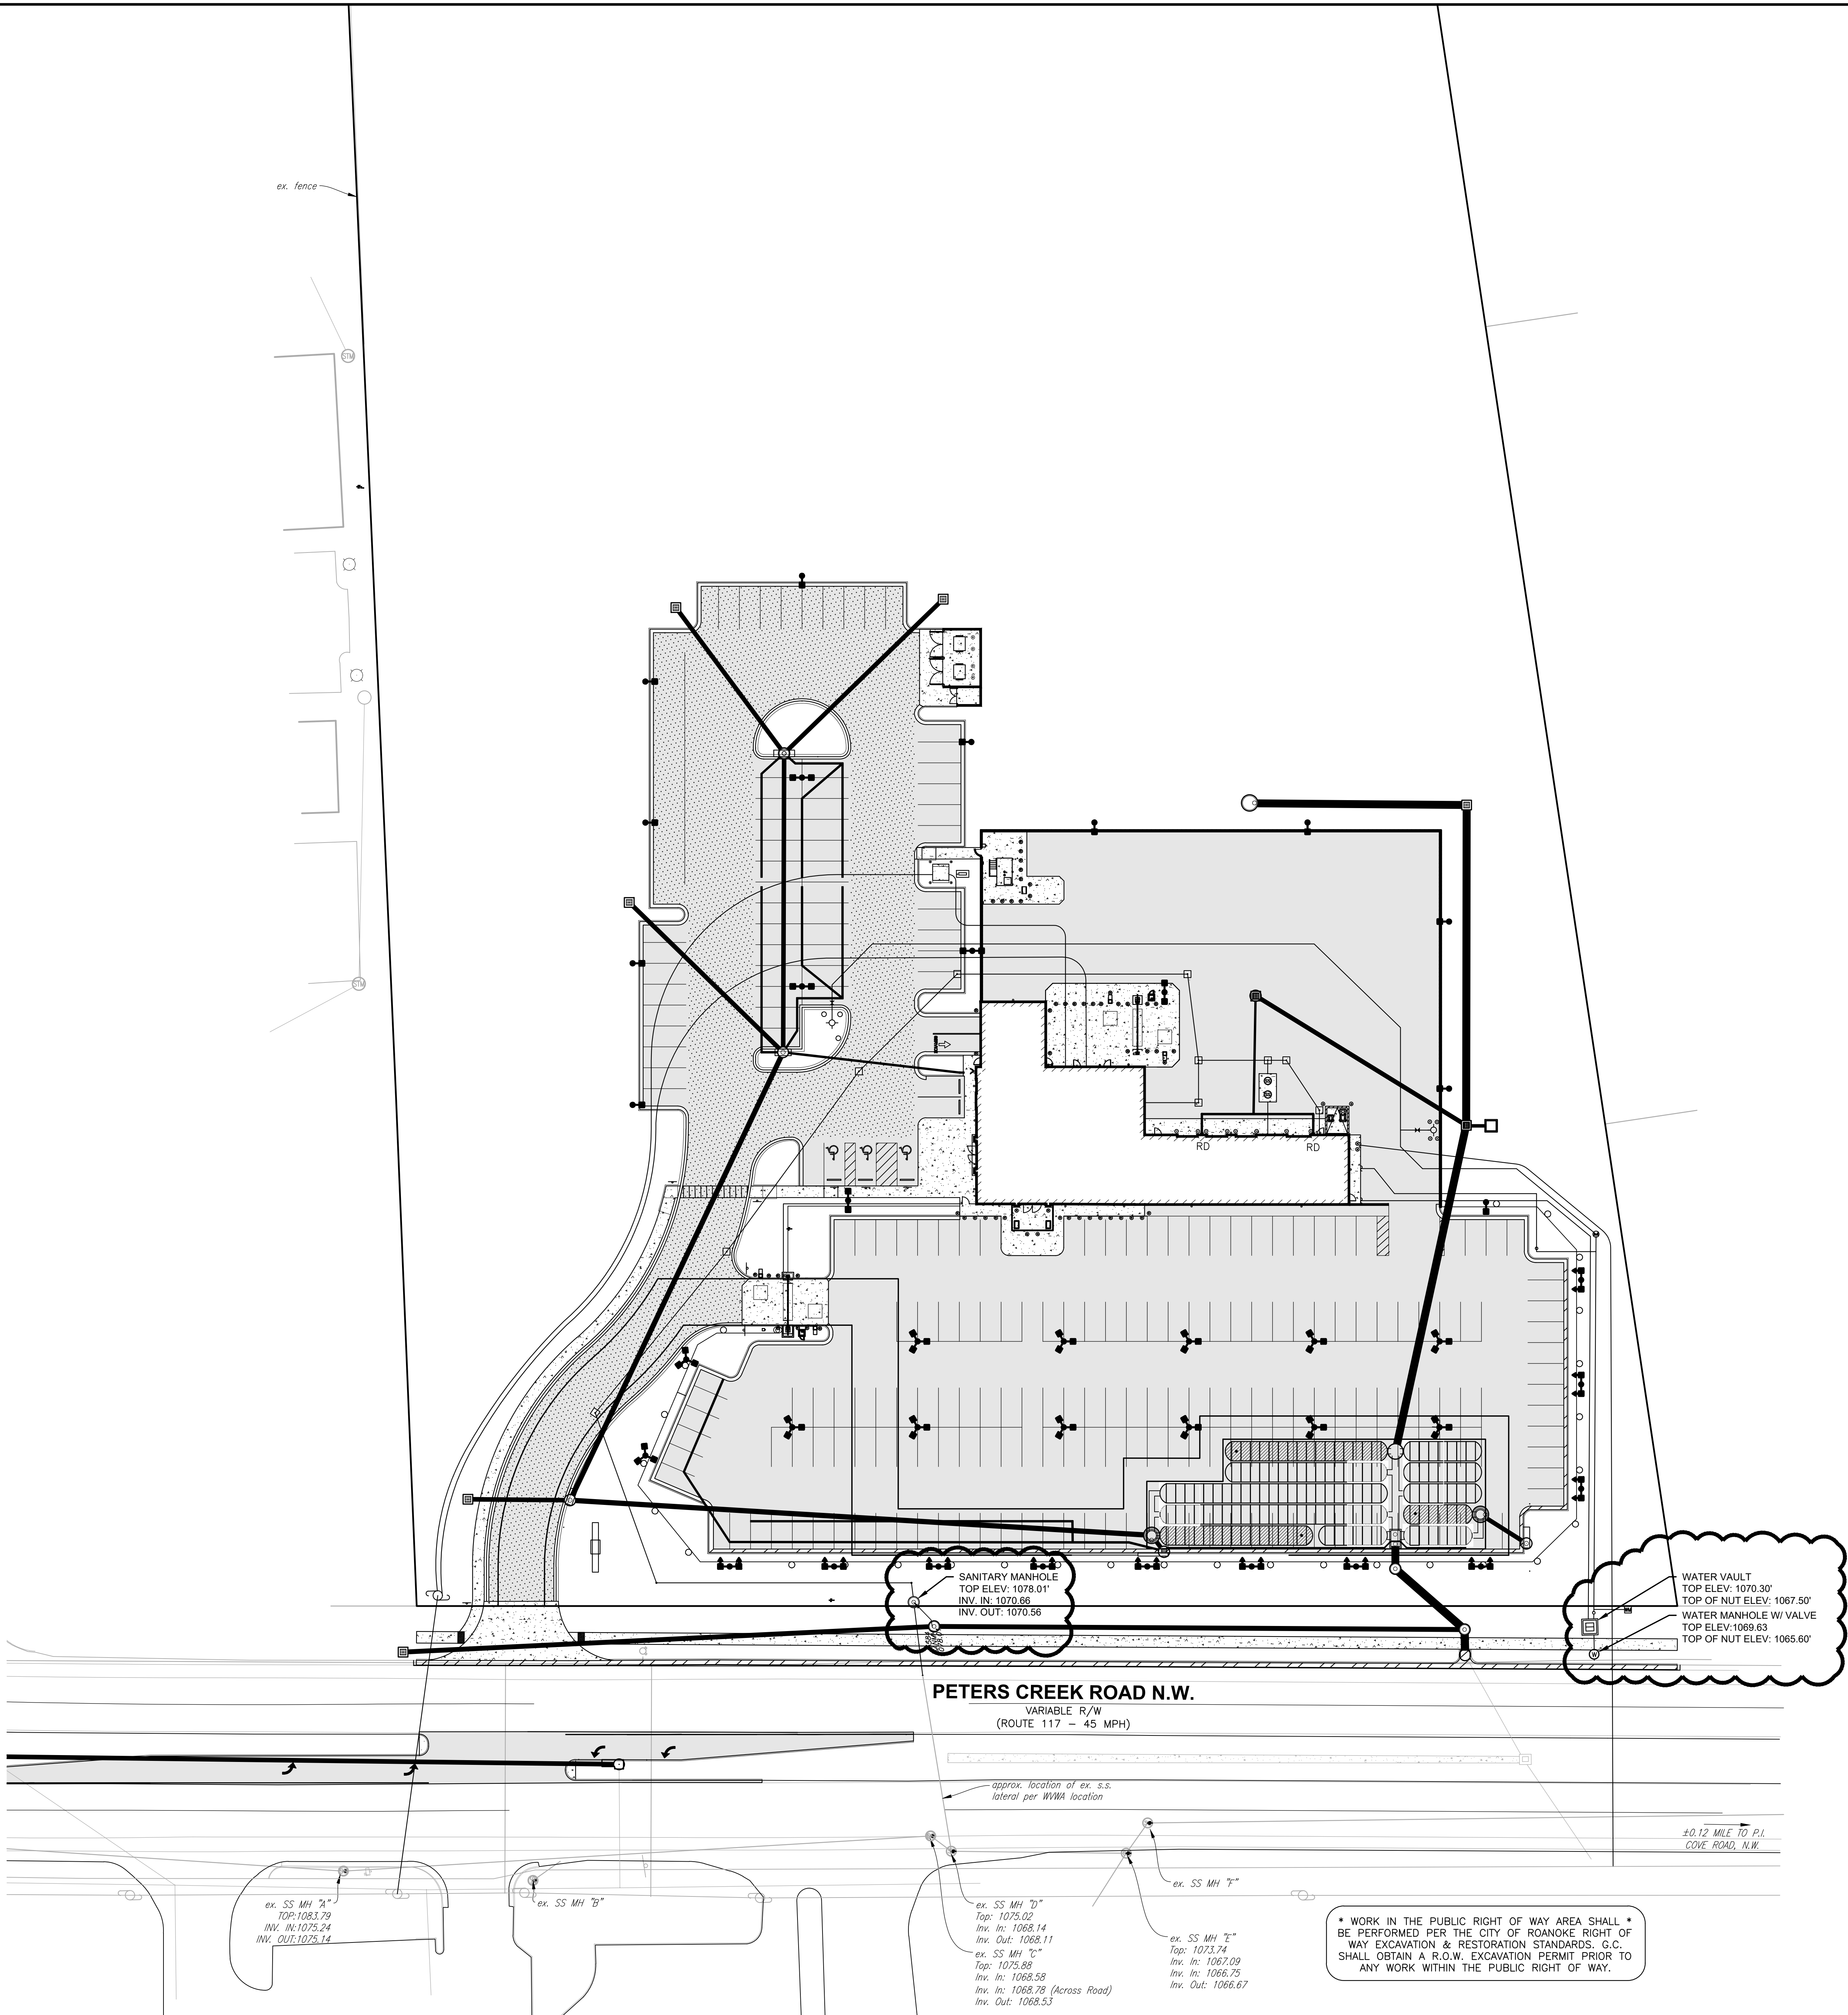 ex. fence
STM
STM
RD
RD
SANITARY MANHOLE
TOP ELEV: 1078.01'
INV. IN: 1070.66
INV. OUT: 1070.56
WATER VAULT
TOP ELEV: 1070.30'
TOP OF NUT ELEV: 1067.50'
WATER MANHOLE W/ VALVE
TOP ELEV:1069.63
TOP OF NUT ELEV: 1065.60'
W
PETERS CREEK ROAD N.W.
VARIABLE R/W
(ROUTE 117 – 45 MPH)
approx. location of ex. s.s.
lateral per WVWA location
±0.12 MILE TO P.I.
COVE ROAD, N.W.
ex. SS MH "A"
TOP:1083.79
INV. IN:1075.24
INV. OUT:1075.14
ex. SS MH "B"
ex. SS MH "D"
Top: 1075.02
Inv. In: 1068.14
Inv. Out: 1068.11
ex. SS MH "C"
Top: 1075.88
Inv. In: 1068.58
Inv. In: 1068.78 (Across Road)
Inv. Out: 1068.53
ex. SS MH "F"
ex. SS MH "E"
Top: 1073.74
Inv. In: 1067.09
Inv. In: 1066.75
Inv. Out: 1066.67
* WORK IN THE PUBLIC RIGHT OF WAY AREA SHALL *
BE PERFORMED PER THE CITY OF ROANOKE RIGHT OF
WAY EXCAVATION & RESTORATION STANDARDS. G.C.
SHALL OBTAIN A R.O.W. EXCAVATION PERMIT PRIOR TO
ANY WORK WITHIN THE PUBLIC RIGHT OF WAY.